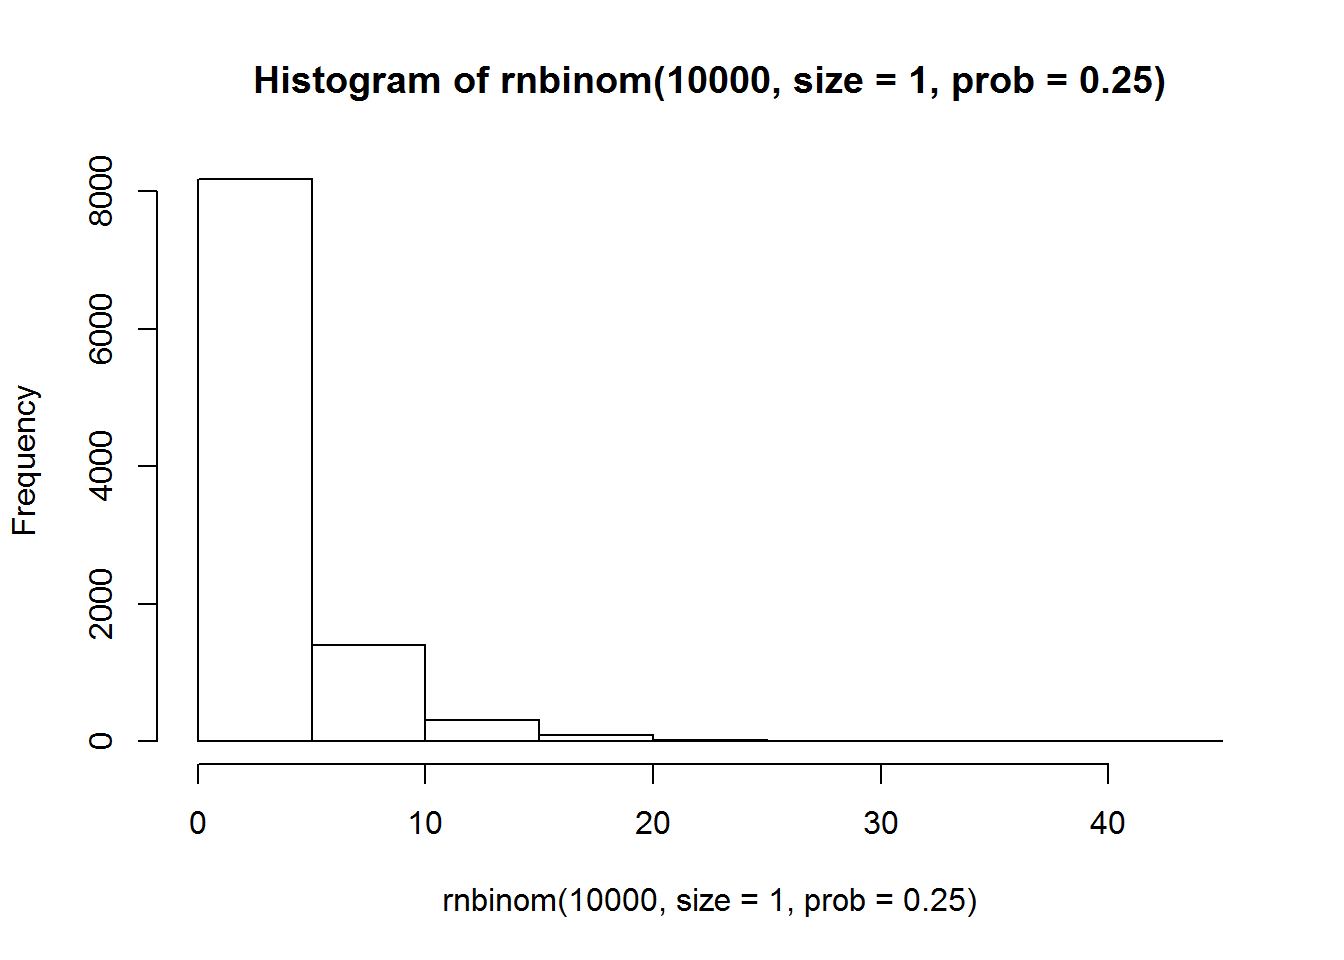 Histogram of rnbinom(10000, size = 1, prob = 0.25)
Frequency
8000
6000
4000
2000
0
0 10 20 30 40
rnbinom(10000, size = 1, prob = 0.25)